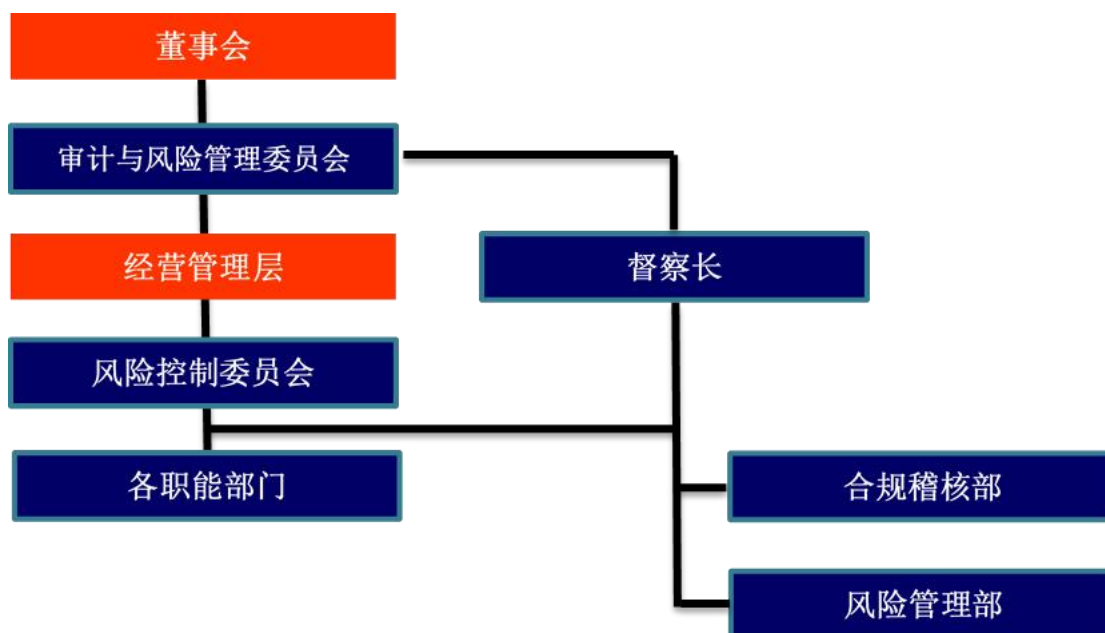 董事会
审计与风险管理委员会
经营管理层
督察长
风险控制委员会
各职能部门
合规稽核部
风险管理部